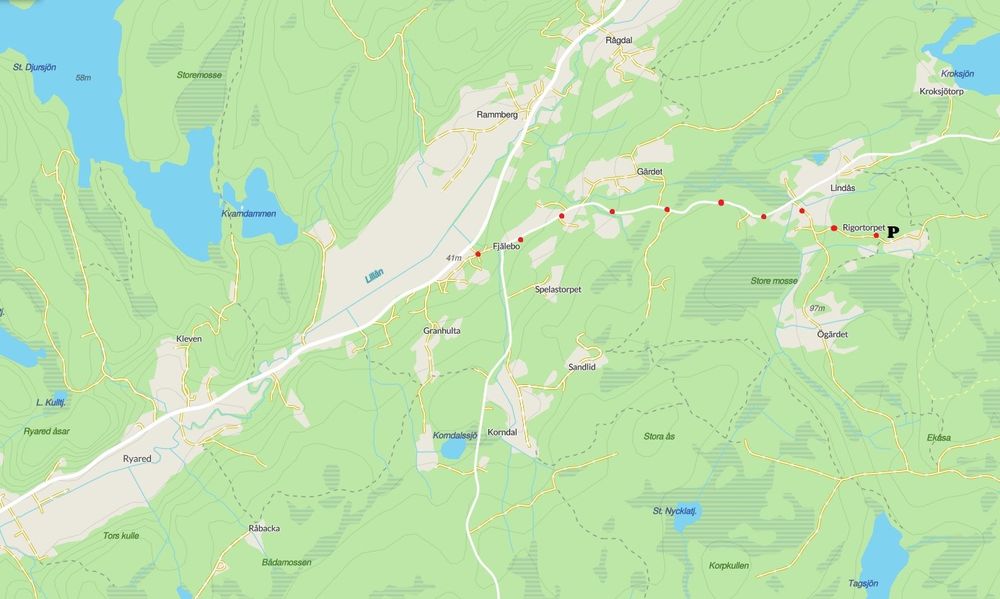 Rågdal
St. Djursjön
58m
Storemosse
Kroksjön
Kroksjötorp
Rammberg
Gärdet
Lindås
Kvarndammen
Rigortorpet
P
Fjälebo
41m
Lillån
Store mosse
Spelastorpet
97m
Granhulta
Ögärdet
Kleven
Sandlid
L. Kulltj.
Ryared åsar
Korndalssjö
Korndal
Stora ås
Ekåsa
Ryared
St. Nycklatj.
Råbacka
Tors kulle
Bådamossen
Korpkullen
Tagsjön